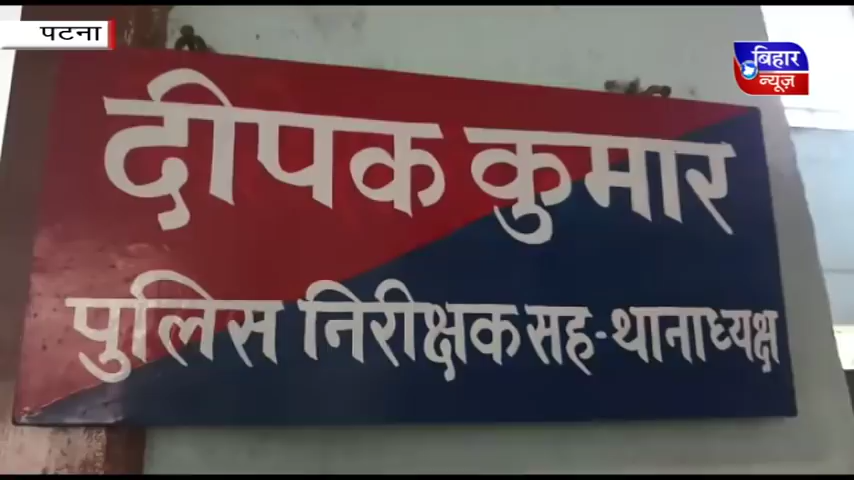 पटना
बिहार
न्यूज़
दीपक कुमार
पुलिस निरीक्षक सह-थानाध्यक्ष